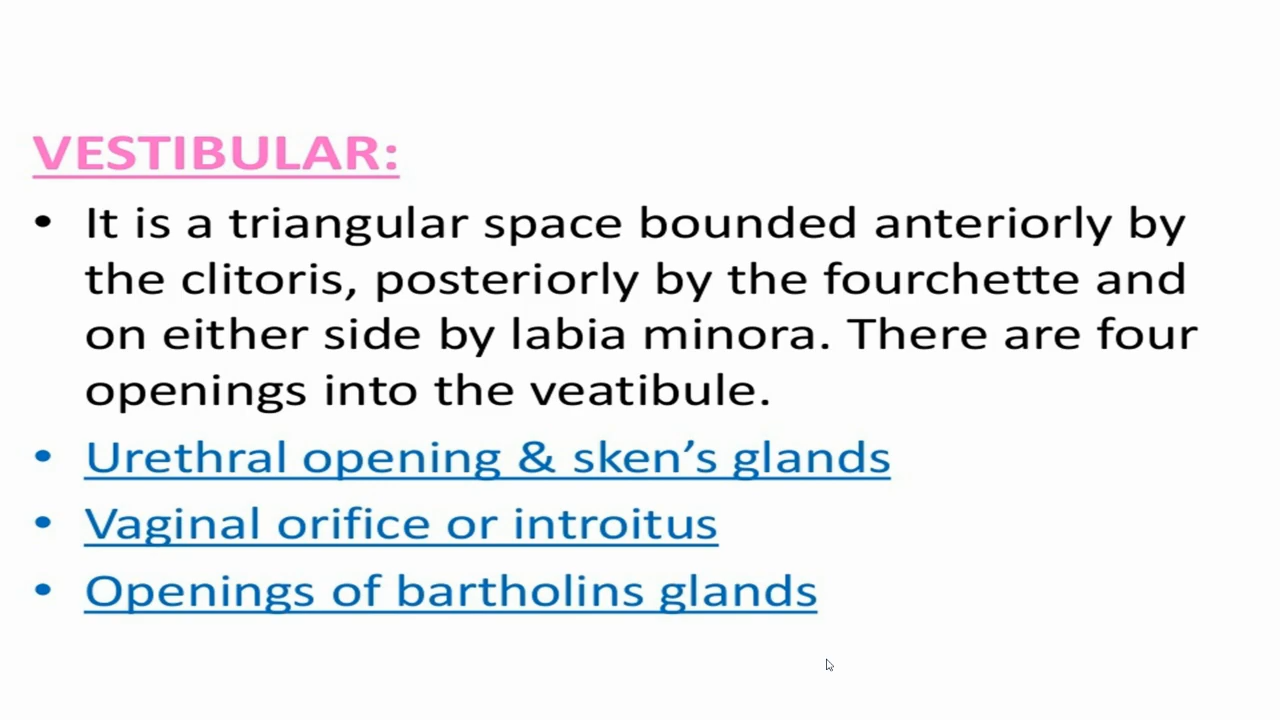 VESTIBULAR:
• It is a triangular space bounded anteriorly by
the clitoris, posteriorly by the fourchette and
on either side by labia minora. There are four
openings into the veatibule.
• Urethral opening & sken’s glands
• Vaginal orifice or introitus
• Openings of bartholins glands